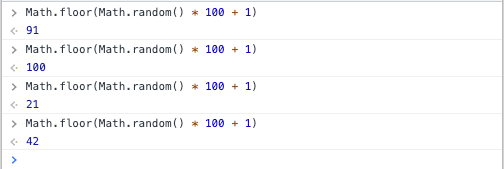 > Math.floor(Math.random() * 100 + 1)
<· 91
> Math.floor(Math.random() * 100 + 1)
<· 100
> Math.floor(Math.random() * 100 + 1)
<· 21
> Math.floor(Math.random() * 100 + 1)
<· 42
>